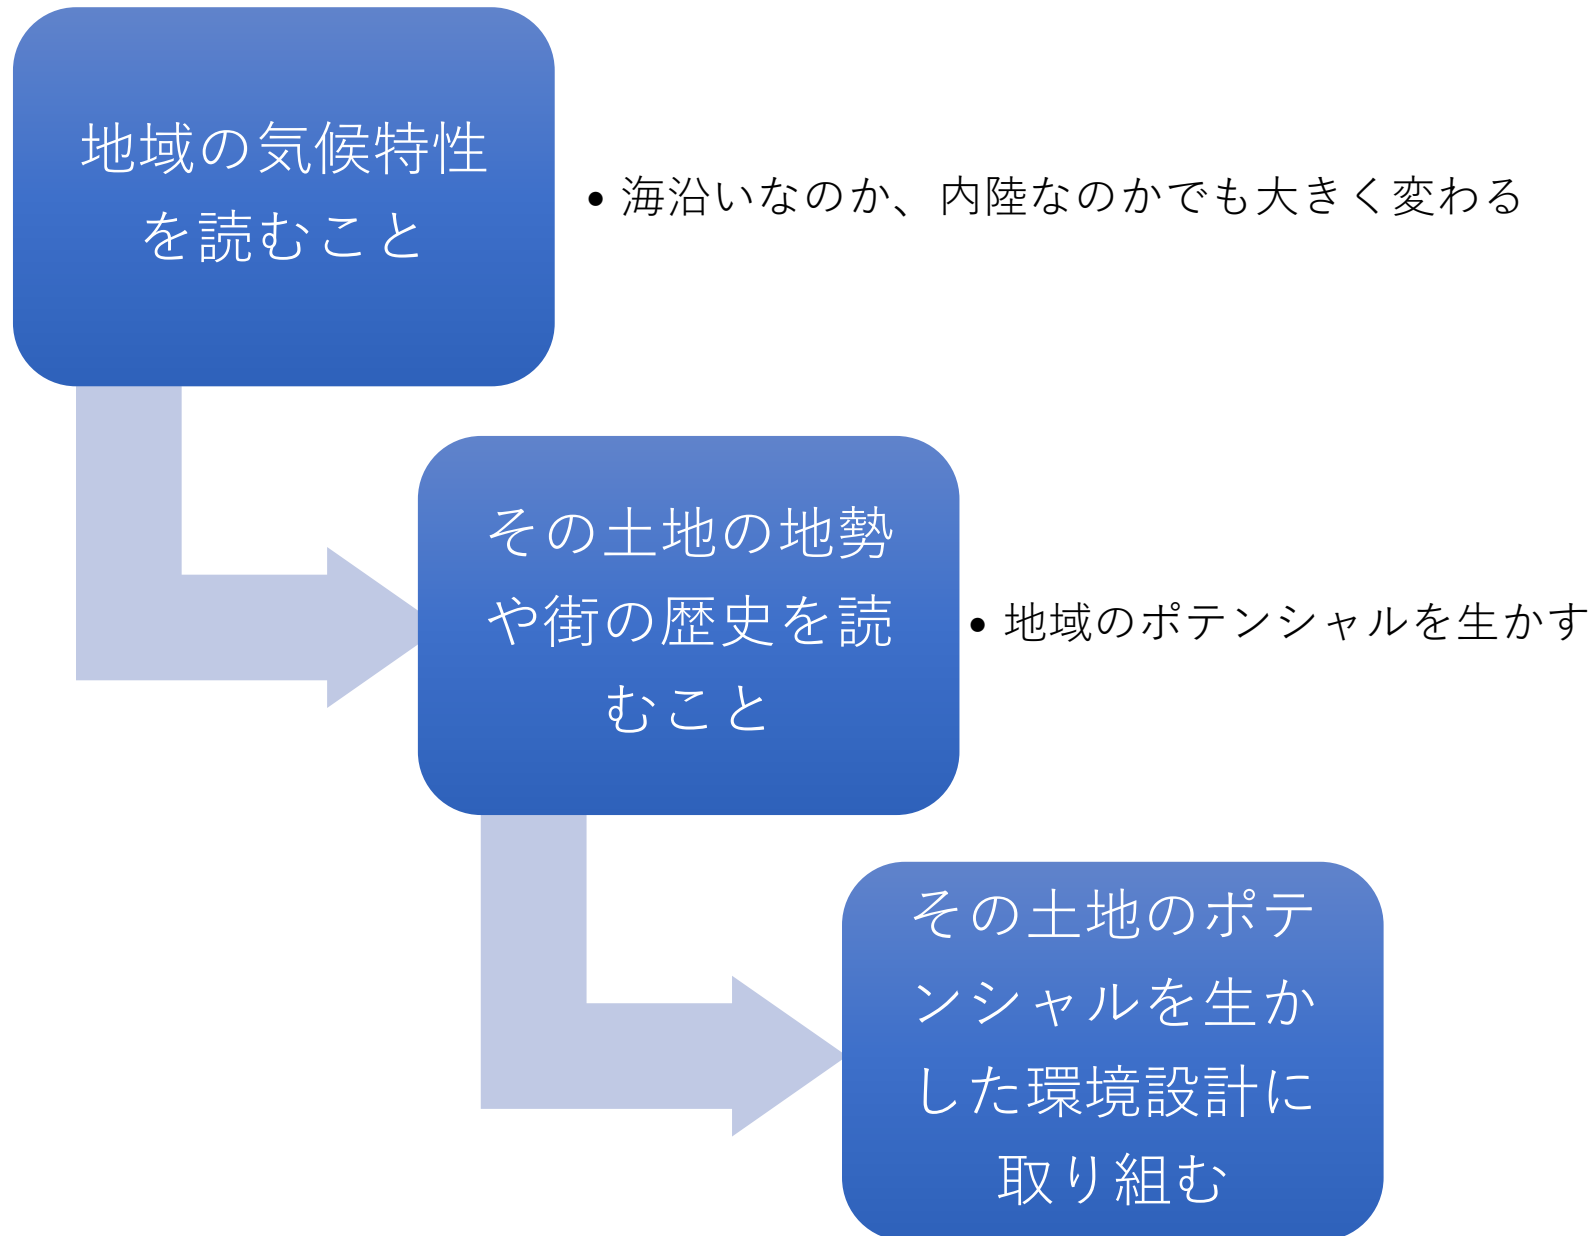 地域の気候特性
を読むこと
• 海沿いなのか、内陸なのかでも大きく変わる
その土地の地勢
や街の歴史を読
むこと
• 地域のポテンシャルを生かす
その土地のポテ
ンシャルを生か
した環境設計に
取り組む